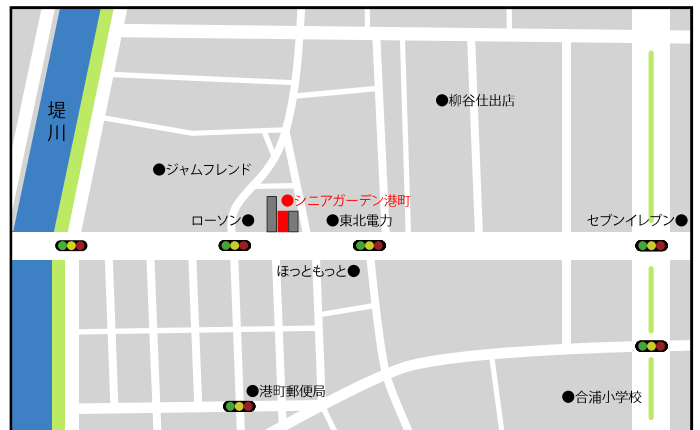 柳谷仕出店
堤川
ジャムフレンド
シニアガーデン港町
ローソン
東北電力
セブンイレブン
ほっともっと
港町郵便局
合浦小学校